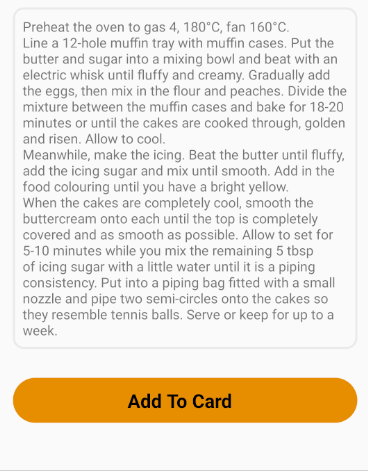 Preheat the oven to gas 4, 180°C, fan 160°C.
Line a 12-hole muffin tray with muffin cases. Put the
butter and sugar into a mixing bowl and beat with an
electric whisk until fluffy and creamy. Gradually add
the eggs, then mix in the flour and peaches. Divide the
mixture between the muffin cases and bake for 18-20
minutes or until the cakes are cooked through, golden
and risen. Allow to cool.
Meanwhile, make the icing. Beat the butter until fluffy,
add the icing sugar and mix until smooth. Add in the
food colouring until you have a bright yellow.
When the cakes are completely cool, smooth the
buttercream onto each until the top is completely
covered and as smooth as possible. Allow to set for
5-10 minutes while you mix the remaining 5 tbsp
of icing sugar with a little water until it is a piping
consistency. Put into a piping bag fitted with a small
nozzle and pipe two semi-circles onto the cakes so
they resemble tennis balls. Serve or keep for up to a
week.
Add To Card